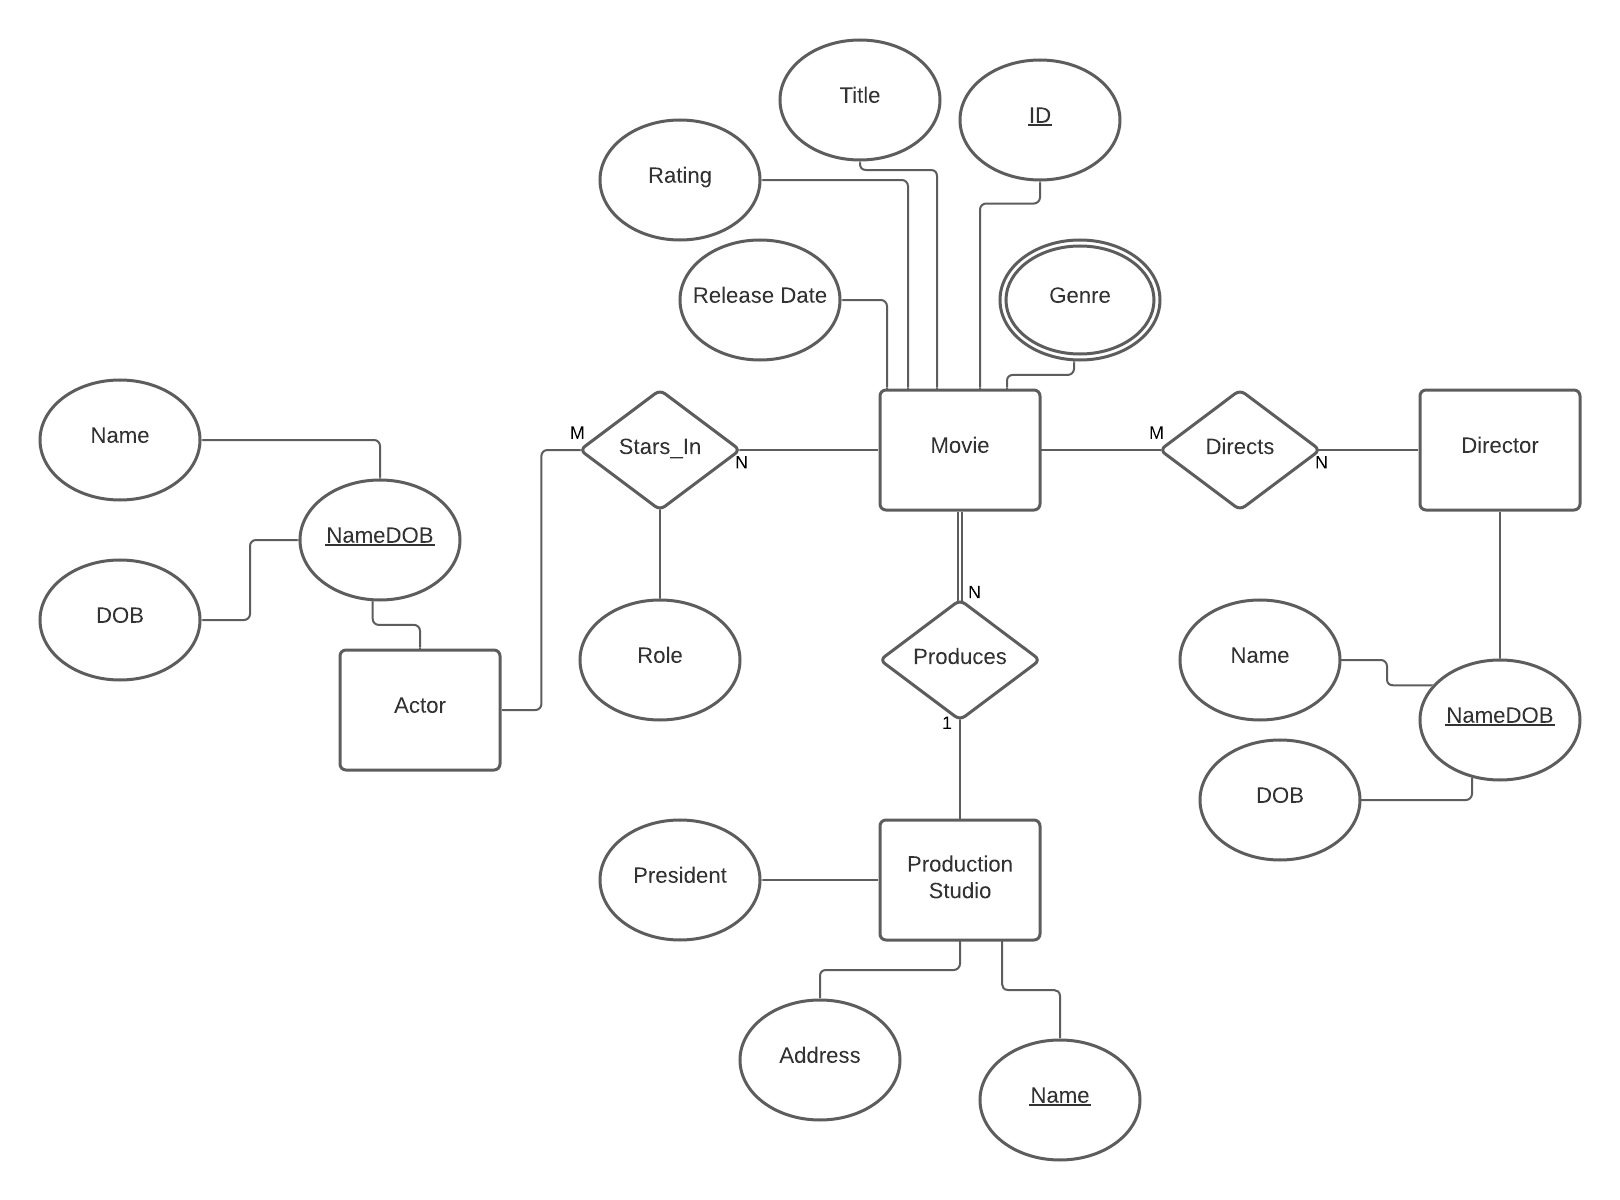 Title
ID
Rating
Release Date
Genre
Name
M
Stars_In
N
Movie
M
Directs
N
Director
NameDOB
DOB
Role
N
Produces
1
Name
NameDOB
Actor
DOB
President
Production
Studio
Address
Name